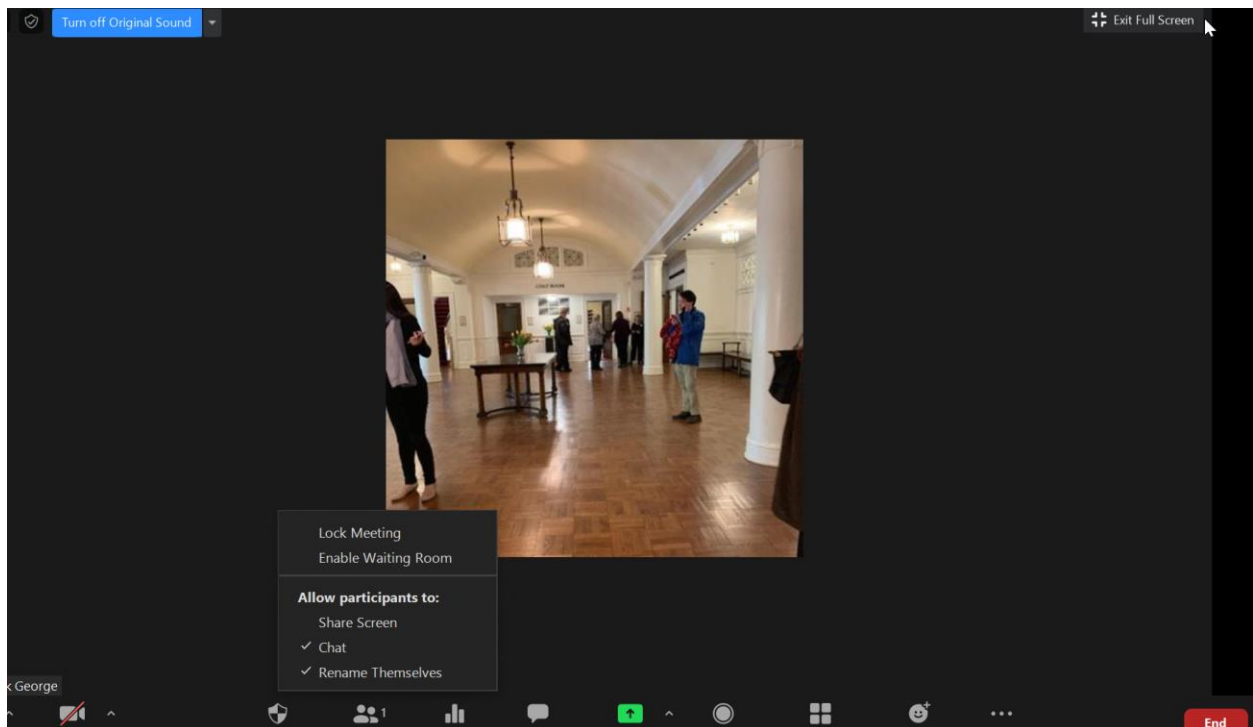 Turn off Original Sound
Exit Full Screen
Lock Meeting
Enable Waiting Room
Allow participants to:
Share Screen
Chat
Rename Themselves
George
1
End